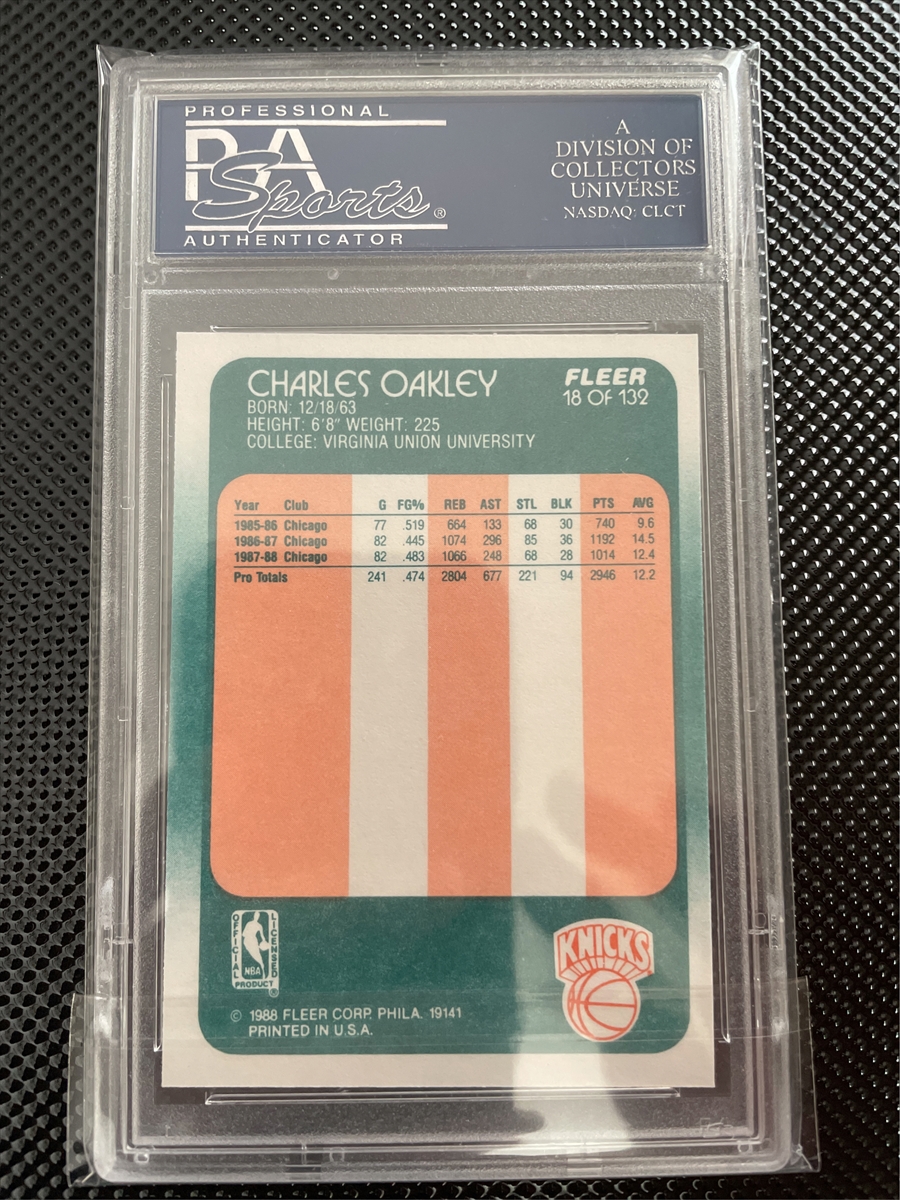 PROFESSIONAL
PSA
Sports®
AUTHENTICATOR
A
DIVISION OF
COLLECTORS
UNIVERSE
NASDAQ: CLCT
CHARLES OAKLEY
BORN: 12/18/63
HEIGHT: 6'8" WEIGHT: 225
COLLEGE: VIRGINIA UNION UNIVERSITY
FLEER
18 OF 132
Year Club G FG% REB AST STL BLK PTS AVG
1985-86 Chicago 77 .519 664 133 68 30 740 9.6
1986-87 Chicago 82 .445 1074 296 85 36 1192 14.5
1987-88 Chicago 82 .483 1066 248 68 28 1014 12.4
Pro Totals 241 .474 2804 677 221 94 2946 12.2
OFFICIAL
LICENSED
NBA
PRODUCT
®
KNICKS
© 1988 FLEER CORP. PHILA. 19141
PRINTED IN U.S.A.